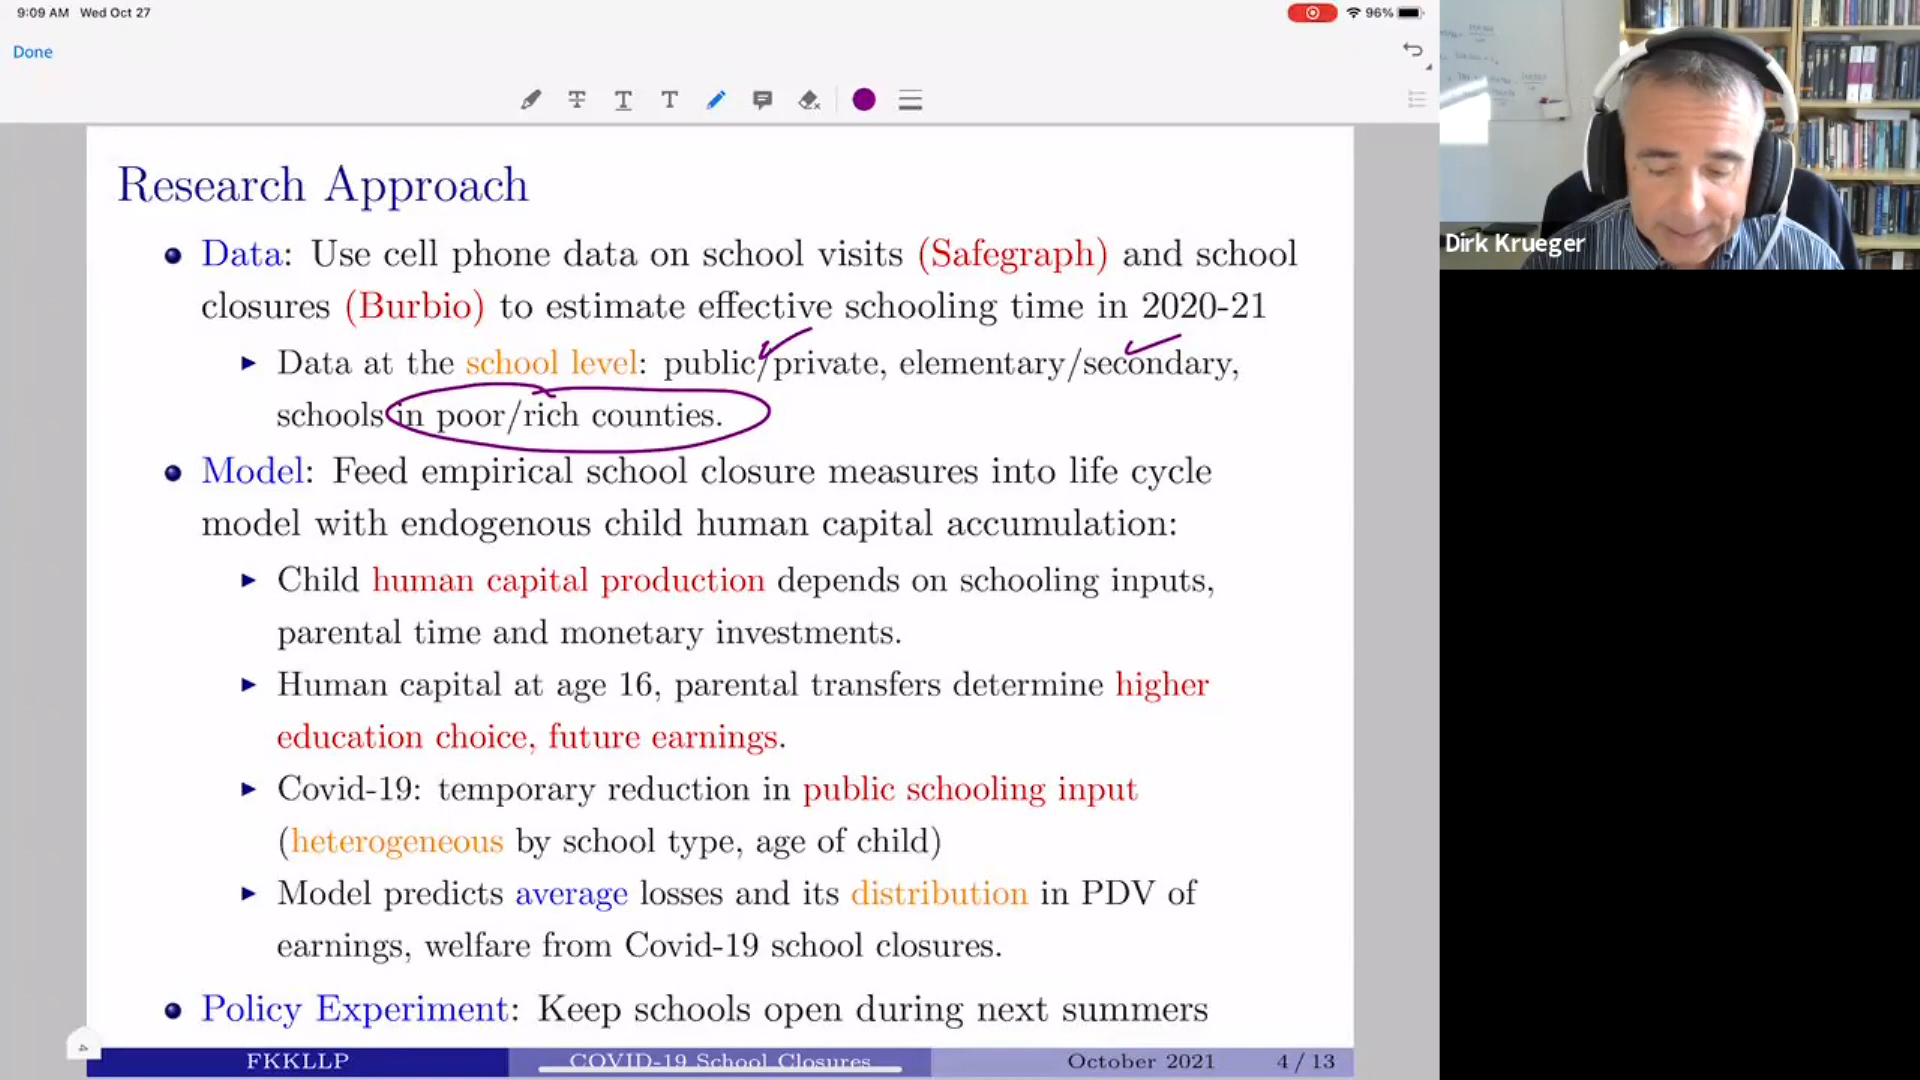 9:09 AM Wed Oct 27
96%
Done
Research Approach
Data: Use cell phone data on school visits (Safegraph) and school
closures (Burbio) to estimate effective schooling time in 2020-21
Data at the school level: public/private, elementary/secondary,
schools in poor/rich counties.
Model: Feed empirical school closure measures into life cycle
model with endogenous child human capital accumulation:
Child human capital production depends on schooling inputs,
parental time and monetary investments.
Human capital at age 16, parental transfers determine higher
education choice, future earnings.
Covid-19: temporary reduction in public schooling input
(heterogeneous by school type, age of child)
Model predicts average losses and its distribution in PDV of
earnings, welfare from Covid-19 school closures.
Policy Experiment: Keep schools open during next summers
FKKLLP COVID-19 School Closures October 2021 4 / 13
Dirk Krueger